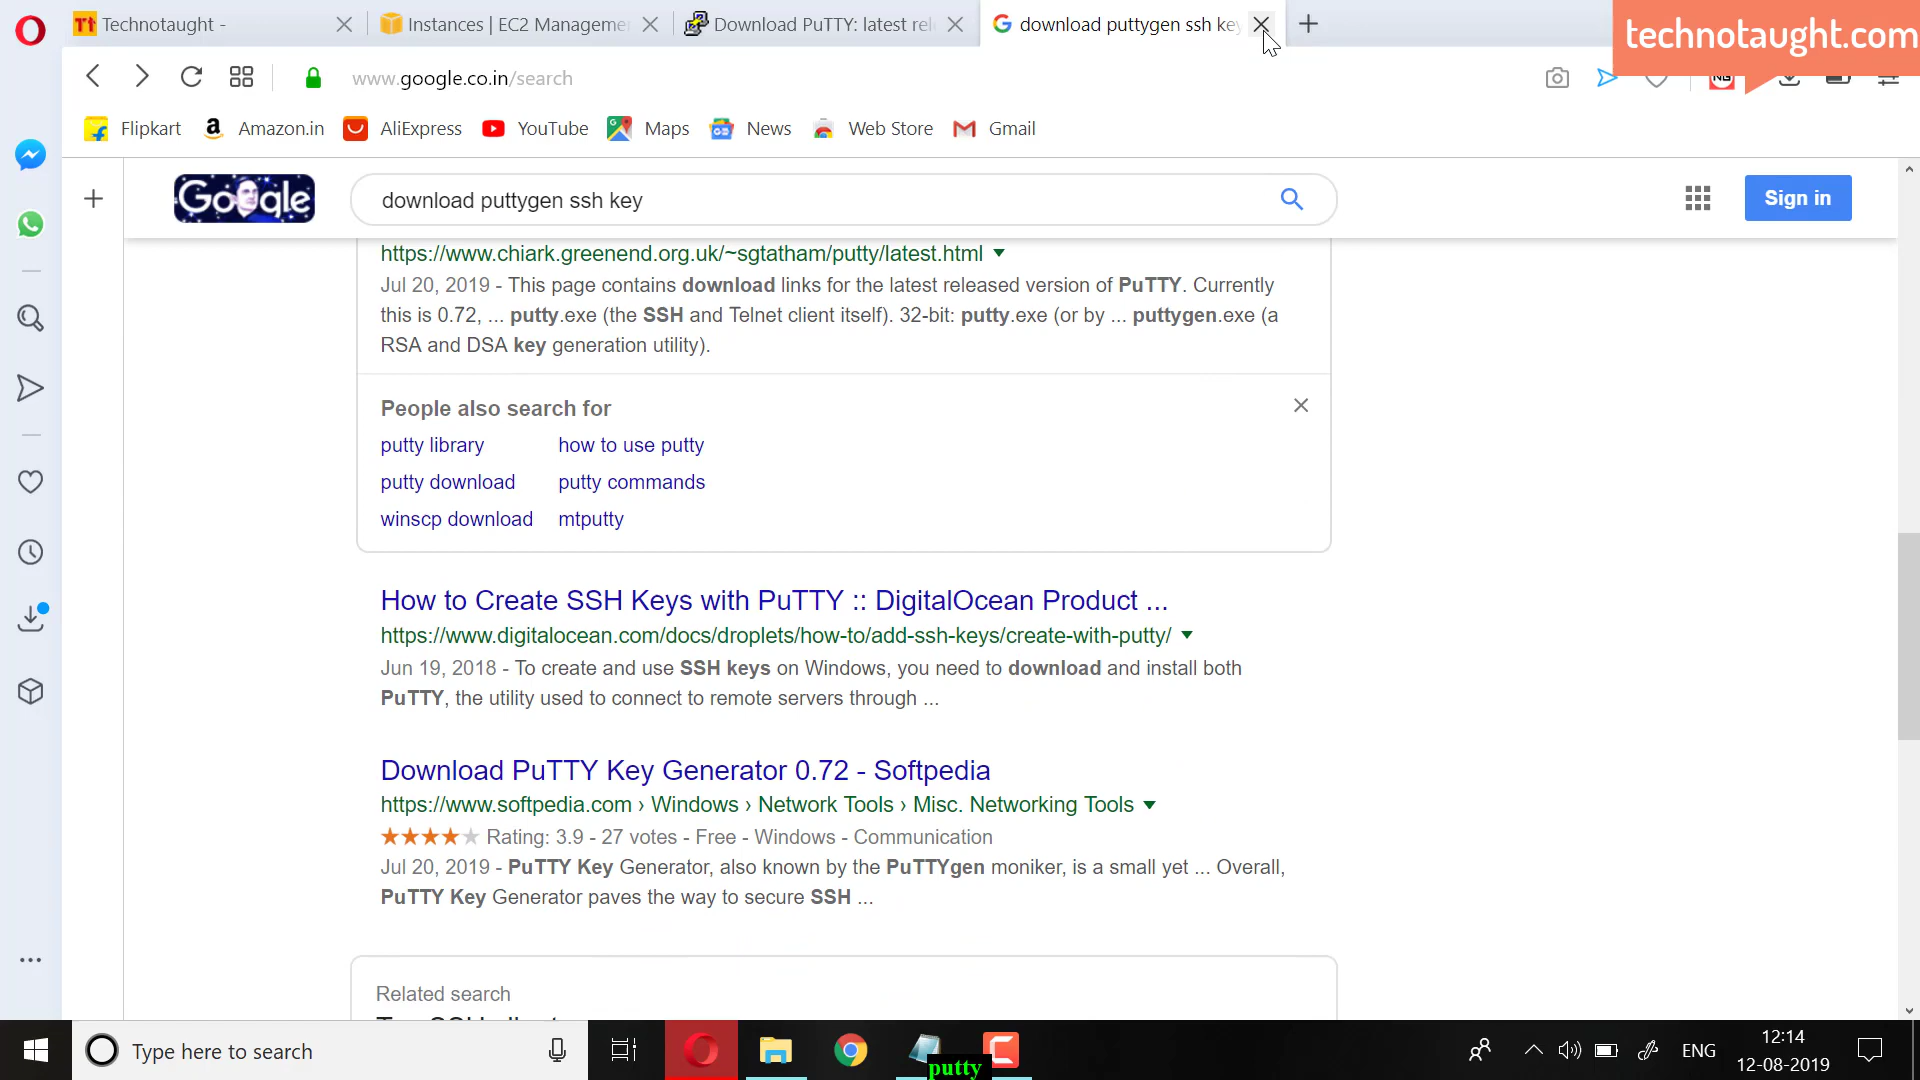 Technotaught -
Instances | EC2 Manageme
Download PuTTY: latest rel
download puttygen ssh key
technotaught.com
www.google.co.in/search
Flipkart
Amazon.in
AliExpress
YouTube
Maps
News
Web Store
Gmail
Google
download puttygen ssh key
Sign in
https://www.chiark.greenend.org.uk/~sgtatham/putty/latest.html
Jul 20, 2019 - This page contains download links for the latest released version of PuTTY. Currently
this is 0.72, ... putty.exe (the SSH and Telnet client itself). 32-bit: putty.exe (or by ... puttygen.exe (a
RSA and DSA key generation utility).
People also search for
putty library how to use putty
putty download putty commands
winscp download mtputty
How to Create SSH Keys with PuTTY :: DigitalOcean Product ...
https://www.digitalocean.com/docs/droplets/how-to/add-ssh-keys/create-with-putty/
Jun 19, 2018 - To create and use SSH keys on Windows, you need to download and install both
PuTTY, the utility used to connect to remote servers through ...
Download PuTTY Key Generator 0.72 - Softpedia
https://www.softpedia.com › Windows › Network Tools › Misc. Networking Tools
Rating: 3.9 - 27 votes - Free - Windows - Communication
Jul 20, 2019 - PuTTY Key Generator, also known by the PuTTYgen moniker, is a small yet ... Overall,
PuTTY Key Generator paves the way to secure SSH ...
Related search
Type here to search
putty
ENG
12:14
12-08-2019